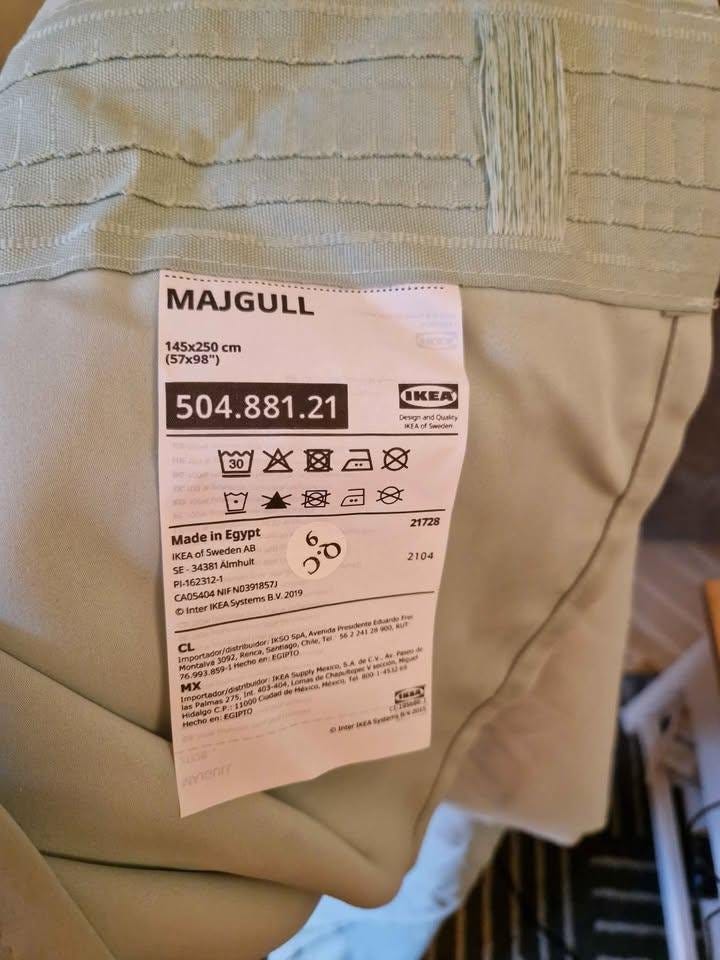 MAJGULL
145x250 cm
(57x98")
504.881.21
IKEA
Design and Quality
IKEA of Sweden
30
21728
Made in Egypt
IKEA of Sweden AB
SE - 34381 Älmhult
PI-162312-1
CA05404 NIF N0391857J
© Inter IKEA Systems B.V. 2019
Q.C
9
2104
CL
Importador/distribuidor: IKSO SpA, Avenida Presidente Eduardo Frei
Montalva 3092, Renca, Santiago, Chile, Tel: 56 2 241 28 900, RUT:
76.993.859-1 Hecho en: EGIPTO
MX
Importador/distribuidor: IKEA Supply Mexico, S.A. de C.V., Av. Paseo de
las Palmas 275, Int. 403-404, Lomas de Chapultepec V sección, Miguel
Hidalgo C.P.: 11000 Ciudad de México, México, Tel. 800-1-4532-69
Hecho en: EGIPTO
IKEA
© Inter IKEA Systems B.V. 2015